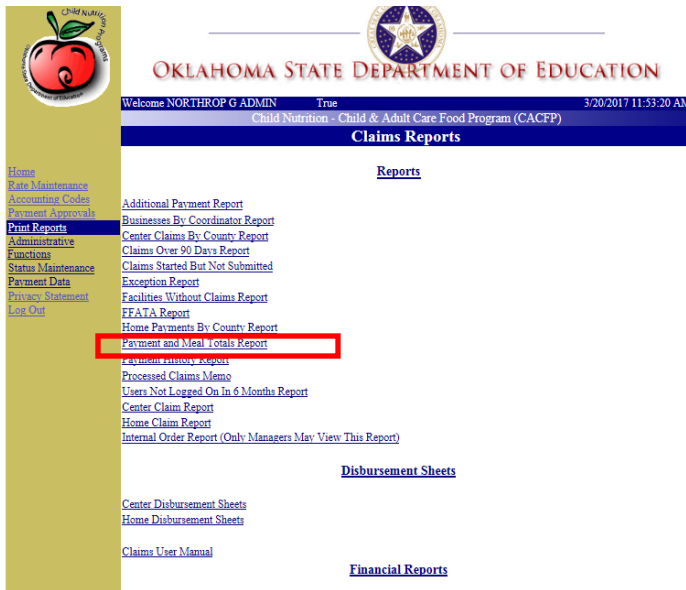 Child Nutrition Programs
OKLAHOMA STATE DEPARTMENT OF EDUCATION
Welcome NORTHROP G ADMIN True 3/20/2017 11:53:20 AM
Child Nutrition - Child & Adult Care Food Program (CACFP)
Claims Reports
Home
Rate Maintenance
Accounting Codes
Payment Approvals
Print Reports
Administrative
Functions
Status Maintenance
Payment Data
Privacy Statement
Log Out
Reports
Additional Payment Report
Businesses By Coordinator Report
Center Claims By County Report
Claims Over 90 Days Report
Claims Started But Not Submitted
Exception Report
Facilities Without Claims Report
FFATA Report
Home Payments By County Report
Payment and Meal Totals Report
Payment History Report
Processed Claims Memo
Users Not Logged On In 6 Months Report
Center Claim Report
Home Claim Report
Internal Order Report (Only Managers May View This Report)
Disbursement Sheets
Center Disbursement Sheets
Home Disbursement Sheets
Claims User Manual
Financial Reports